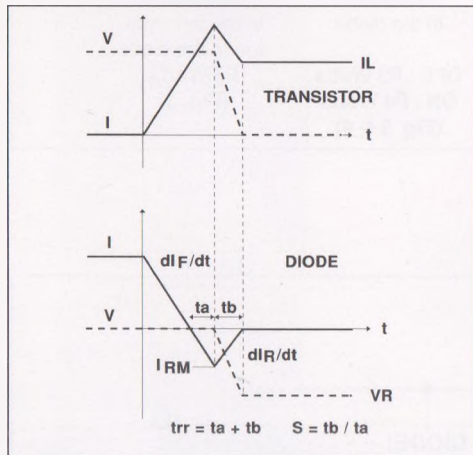 V
IL
TRANSISTOR
I
t
I
dIF/dt
DIODE
ta
tb
V
t
IRM
dIR/dt
VR
trr = ta + tb
S = tb / ta